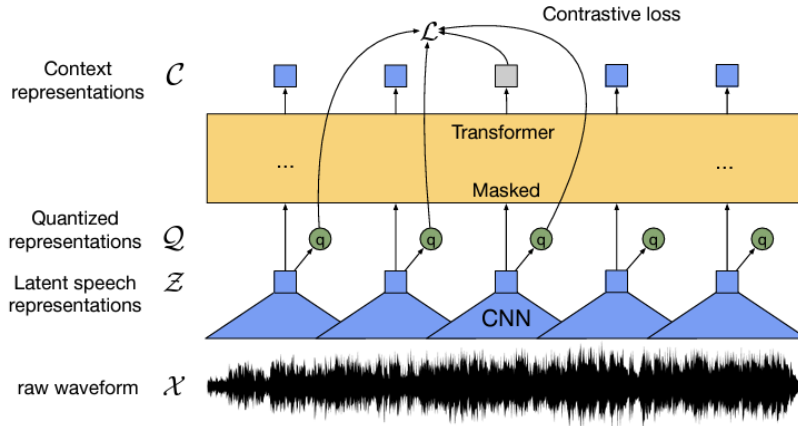 Contrastive loss
ℒ
Context
representations 𝒞
Transformer
... ...
Masked
Quantized
representations 𝒬 q q q q q
Latent speech
representations 𝒵
CNN
raw waveform 𝒳